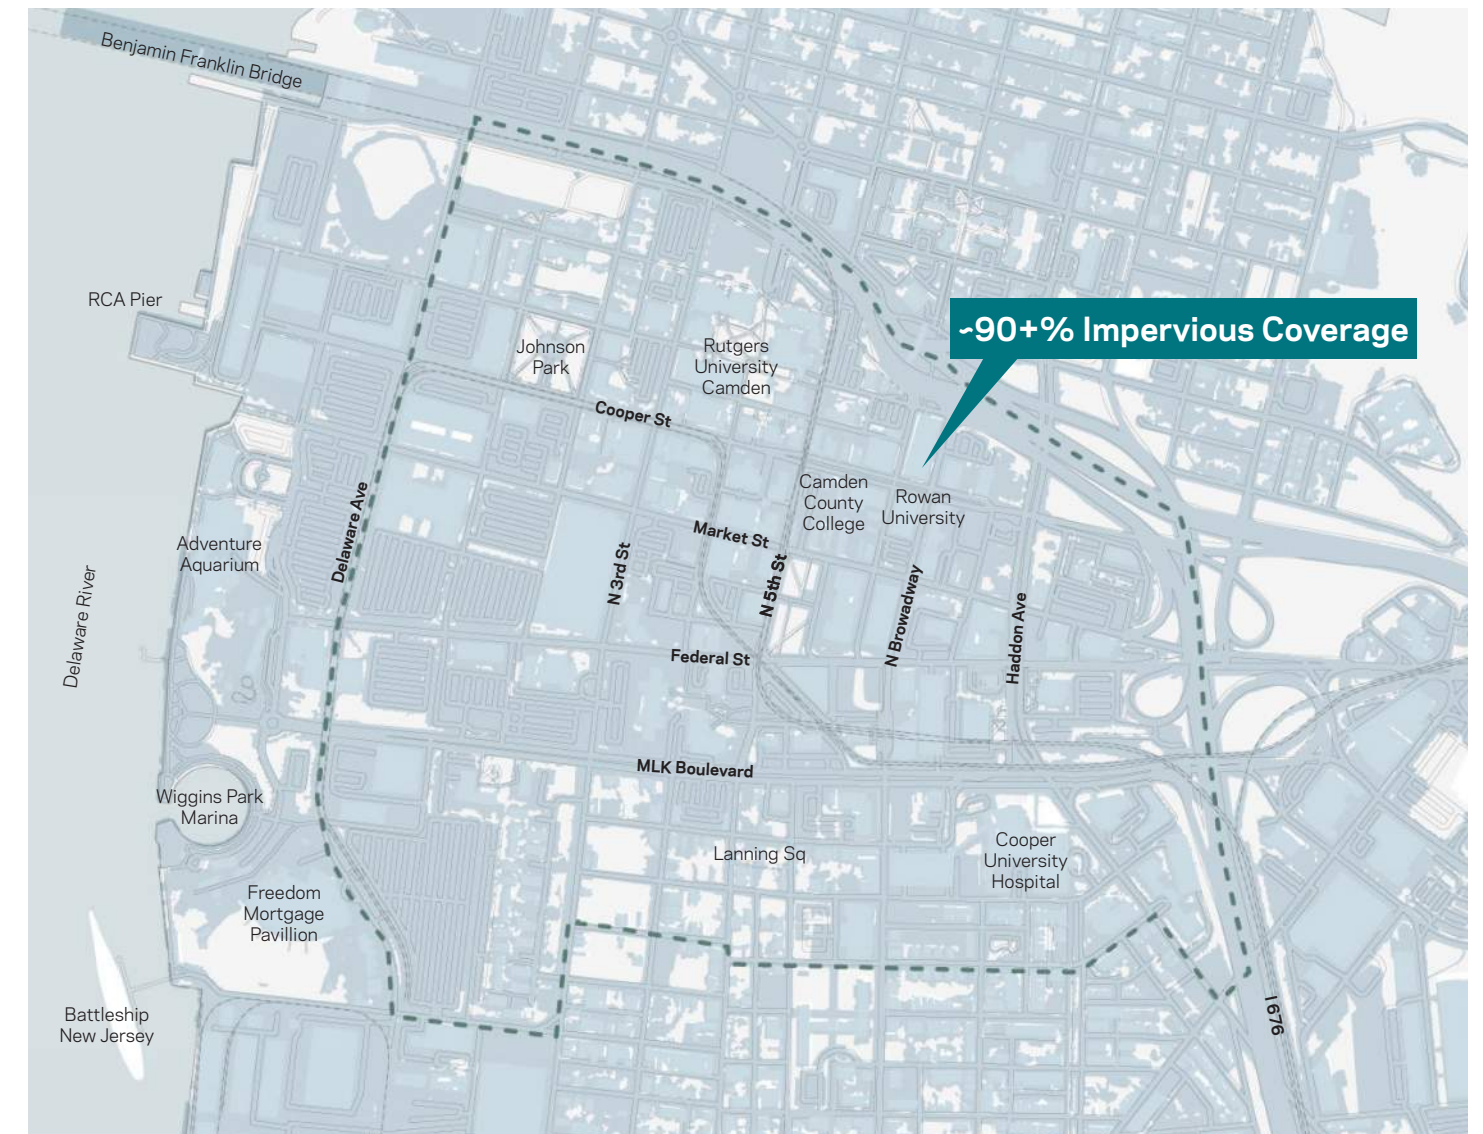 Benjamin Franklin Bridge
RCA Pier
~90+% Impervious Coverage
Johnson
Park
Rutgers
University
Camden
Cooper St
Camden
County
College
Rowan
University
Delaware Ave
Market St
Adventure
Aquarium
N 3rd St
N 5th St
N Browadway
Haddon Ave
Delaware River
Federal St
MLK Boulevard
Wiggins Park
Marina
Lanning Sq
Cooper
University
Hospital
Freedom
Mortgage
Pavillion
Battleship
New Jersey
I 676